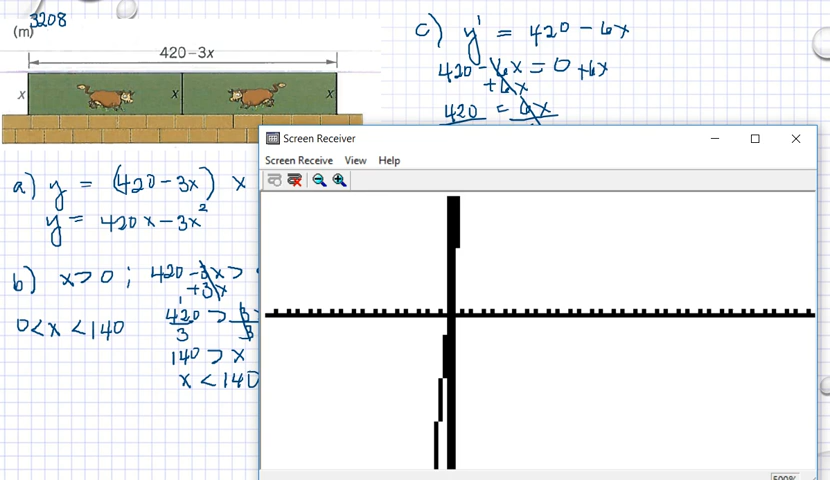 3208
(m)
420-3x
x x x
a) y = (420-3x) x
y = 420x-3x²
b) x>0 ; 420-3x>
+3x
420 >
3 3
140 > x
x < 140
0<x<140
c) y' = 420-6x
420-6x=0+6x
+6x
420 = 6x
Screen Receiver
Screen Receive View Help